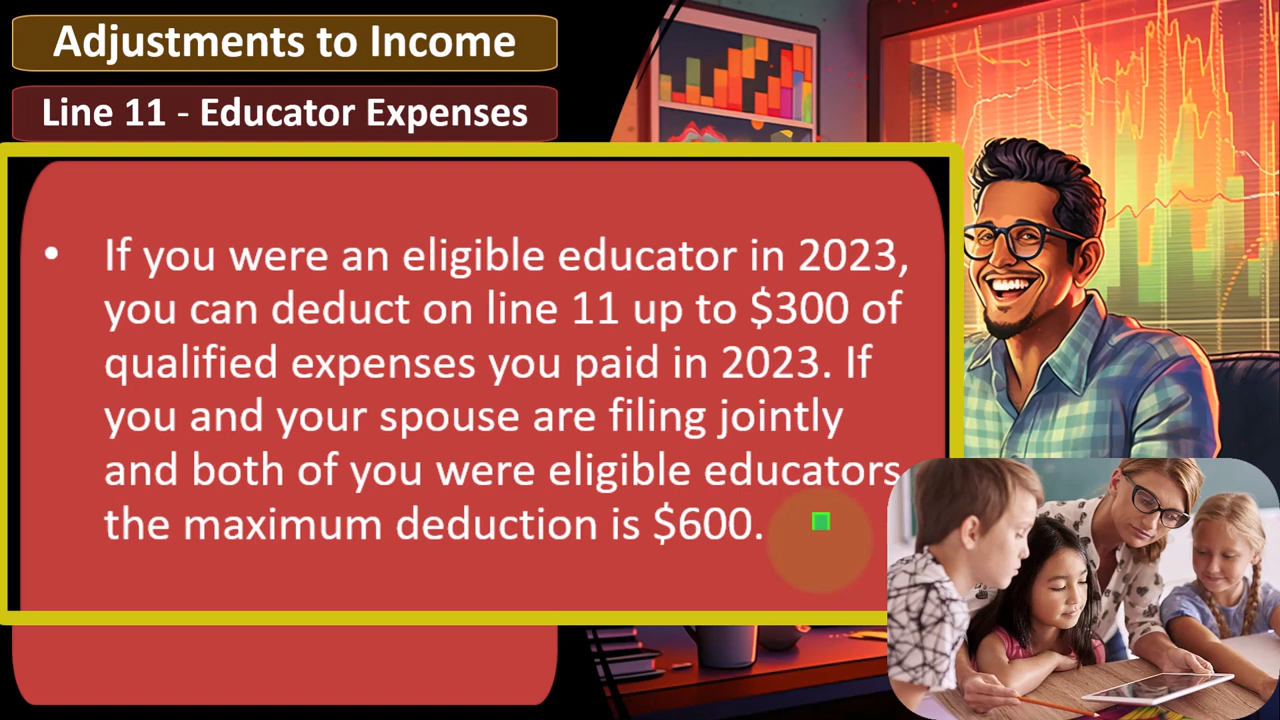 Adjustments to Income
Line 11 - Educator Expenses
• If you were an eligible educator in 2023,
you can deduct on line 11 up to $300 of
qualified expenses you paid in 2023. If
you and your spouse are filing jointly
and both of you were eligible educators
the maximum deduction is $600.